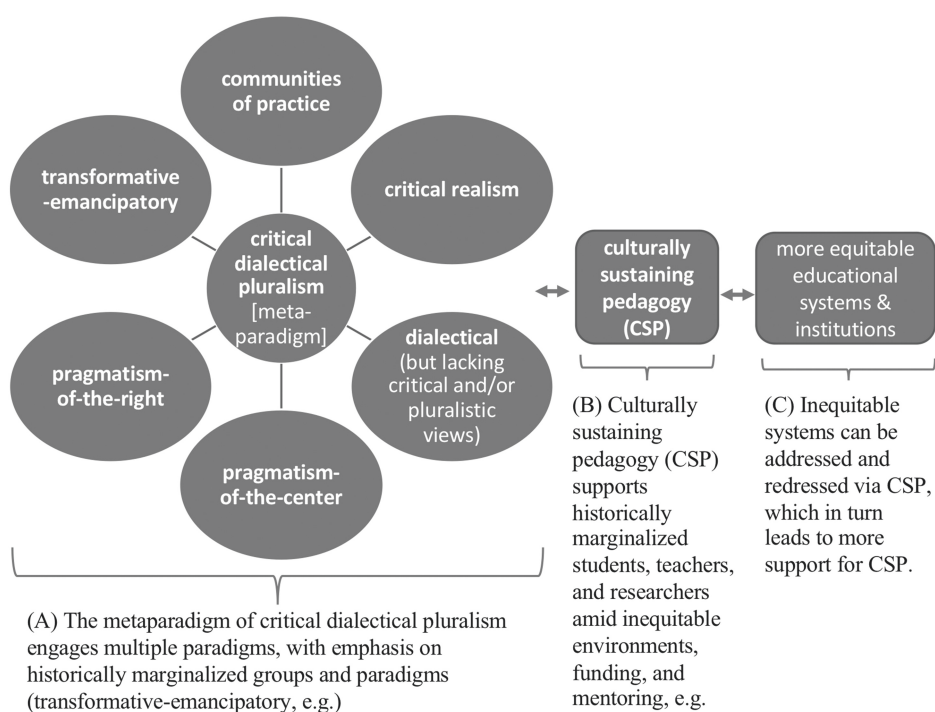 communities
of practice
transformative
-emancipatory
critical realism
critical
dialectical
pluralism
[meta-
paradigm]
pragmatism-
of-the-right
dialectical
(but lacking
critical and/or
pluralistic
views)
pragmatism-
of-the-center
culturally
sustaining
pedagogy
(CSP)
more equitable
educational
systems &
institutions
(A) The metaparadigm of critical dialectical pluralism
engages multiple paradigms, with emphasis on
historically marginalized groups and paradigms
(transformative-emancipatory, e.g.)
(B) Culturally
sustaining
pedagogy (CSP)
supports
historically
marginalized
students, teachers,
and researchers
amid inequitable
environments,
funding, and
mentoring, e.g.
(C) Inequitable
systems can be
addressed and
redressed via CSP,
which in turn
leads to more
support for CSP.